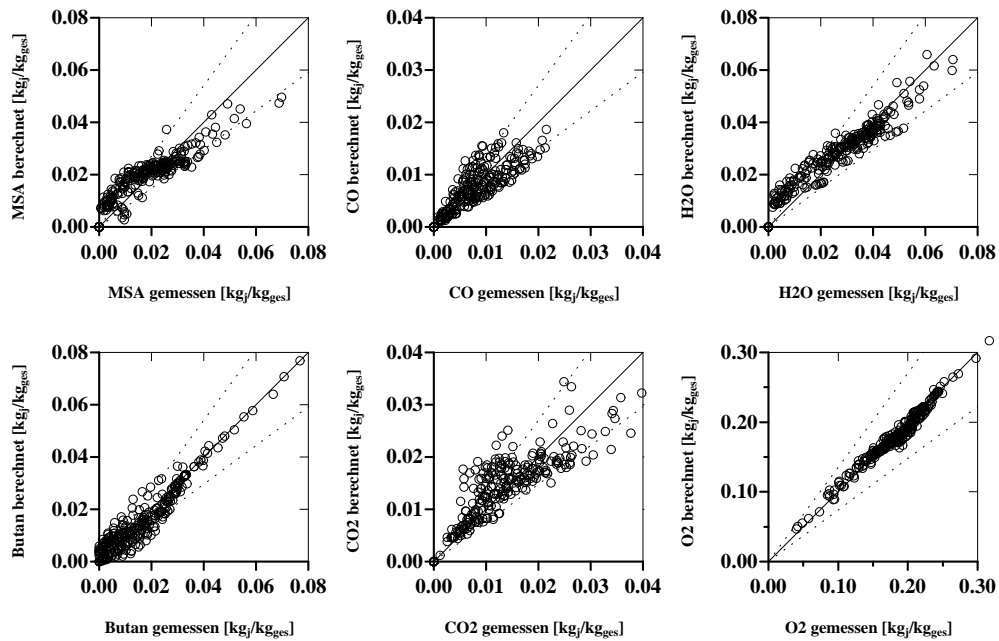 MSA berechnet [kgj/kgges]
0.08
0.06
0.04
0.02
0.00
0.00 0.02 0.04 0.06 0.08
MSA gemessen [kgj/kgges]
CO berechnet [kgj/kgges]
0.04
0.03
0.02
0.01
0.00
0.00 0.01 0.02 0.03 0.04
CO gemessen [kgj/kgges]
H2O berechnet [kgj/kgges]
0.08
0.06
0.04
0.02
0.00
0.00 0.02 0.04 0.06 0.08
H2O gemessen [kgj/kgges]
Butan berechnet [kgj/kgges]
0.08
0.06
0.04
0.02
0.00
0.00 0.02 0.04 0.06 0.08
Butan gemessen [kgj/kgges]
CO2 berechnet [kgj/kgges]
0.04
0.03
0.02
0.01
0.00
0.00 0.01 0.02 0.03 0.04
CO2 gemessen [kgj/kgges]
O2 berechnet [kgj/kgges]
0.30
0.20
0.10
0.00
0.00 0.10 0.20 0.30
O2 gemessen [kgj/kgges]